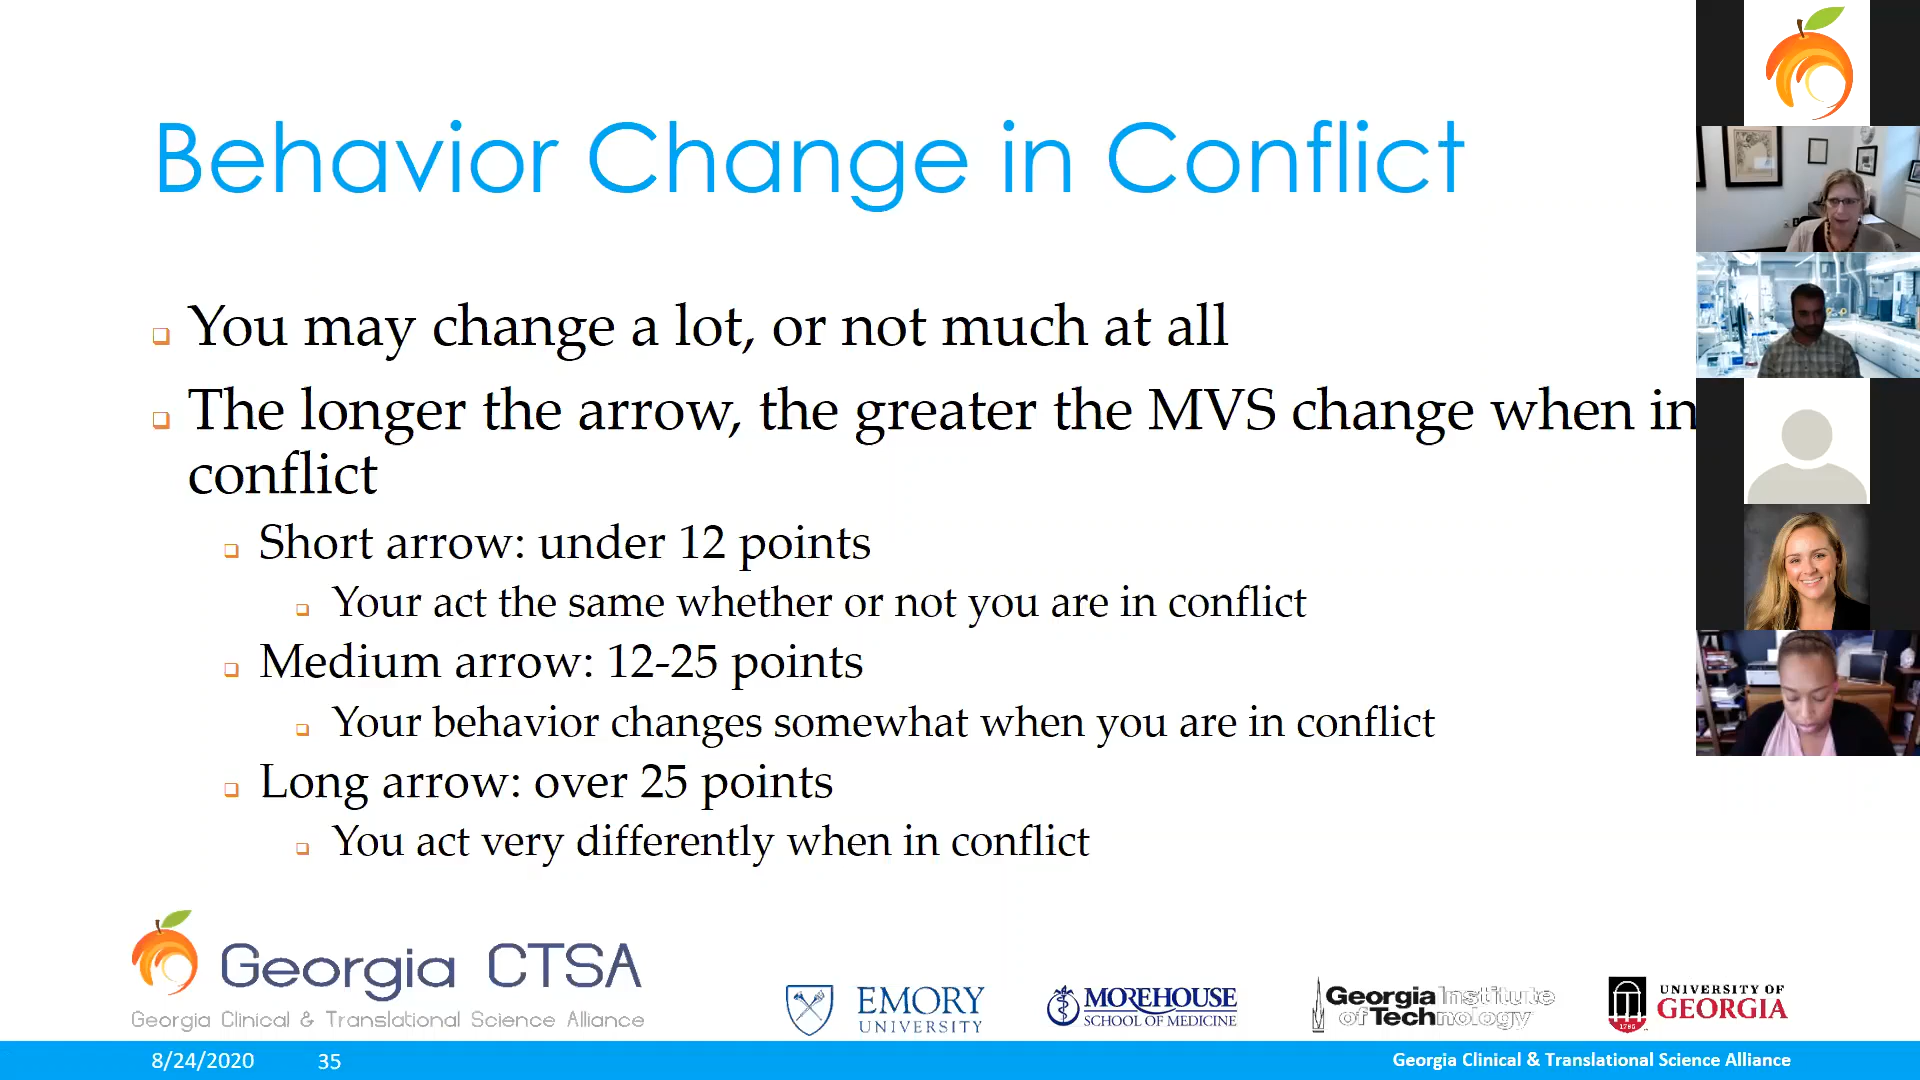 Behavior Change in Conflict
You may change a lot, or not much at all
The longer the arrow, the greater the MVS change when in
conflict
Short arrow: under 12 points
Your act the same whether or not you are in conflict
Medium arrow: 12-25 points
Your behavior changes somewhat when you are in conflict
Long arrow: over 25 points
You act very differently when in conflict
Georgia CTSA
Georgia Clinical & Translational Science Alliance
EMORY
UNIVERSITY
MOREHOUSE
SCHOOL OF MEDICINE
Georgia Institute
of Technology
1785
UNIVERSITY OF
GEORGIA
8/24/2020
35
Georgia Clinical & Translational Science Alliance